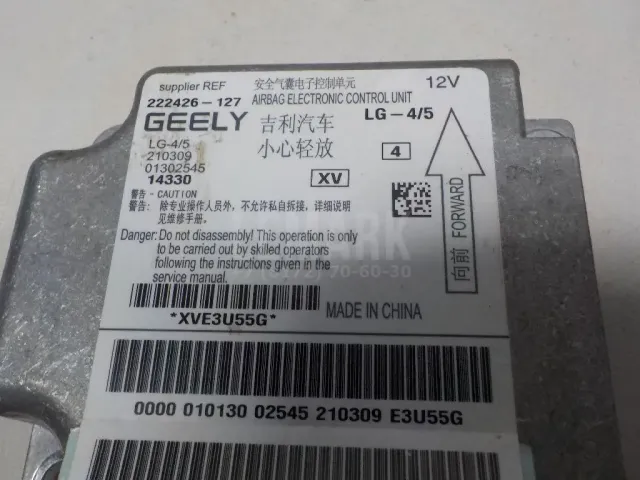 supplier REF 安全气囊电子控制单元 12V
222426-127 AIRBAG ELECTRONIC CONTROL UNIT
GEELY 吉利汽车 LG-4/5
LG-4/5 小心轻放
210309
01302545 4
14330 XV
警告 - CAUTION
警告: 除专业操作人员外，不允许私自拆接，详细说明
见维修手册。
Danger: Do not disassembly! This operation is only
to be carried out by skilled operators
following the instructions given in the
service manual.
向前 FORWARD
*XVE3U55G* MADE IN CHINA
0000 010130 02545 210309 E3U55G
70-60-30